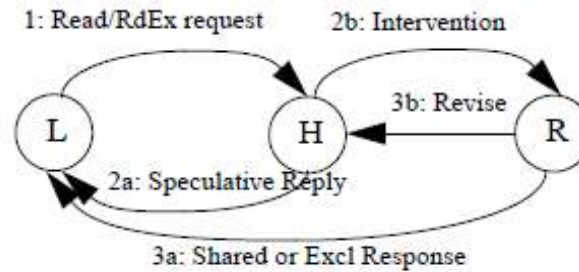 1: Read/RdEx request
2b: Intervention
L
H
3b: Revise
R
2a: Speculative Reply
3a: Shared or Excl Response